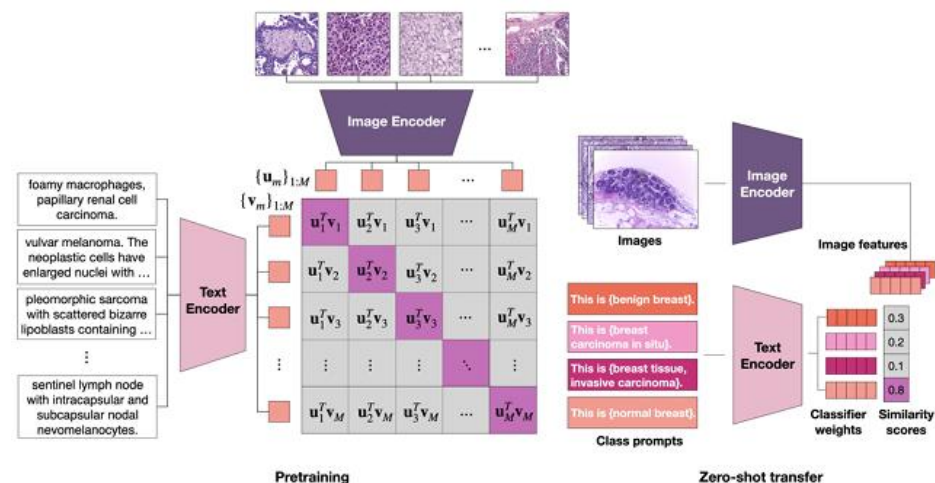 ...
Image Encoder
{u_m}_{1:M}
...
{v_m}_{1:M}
foamy macrophages,
papillary renal cell
carcinoma.
vulvar melanoma. The
neoplastic cells have
enlarged nuclei with ...
pleomorphic sarcoma
with scattered bizarre
lipoblasts containing ...
⋮
sentinel lymph node
with intracapsular and
subcapsular nodal
nevomelanocytes.
Text
Encoder
u_1^T v_1 u_2^T v_1 u_3^T v_1 ... u_M^T v_1
u_1^T v_2 u_2^T v_2 u_3^T v_2 ... u_M^T v_2
u_1^T v_3 u_2^T v_3 u_3^T v_3 ... u_M^T v_3
⋮ ⋮ ⋮ ⋮ ⋱ ⋮
u_1^T v_M u_2^T v_M u_3^T v_M ... u_M^T v_M
Pretraining
Images
Image
Encoder
Image features
This is {benign breast}.
This is {breast
carcinoma in situ}.
This is {breast tissue,
invasive carcinoma}.
This is {normal breast}.
Class prompts
Text
Encoder
0.3
0.2
0.1
0.8
Classifier
weights
Similarity
scores
Zero-shot transfer